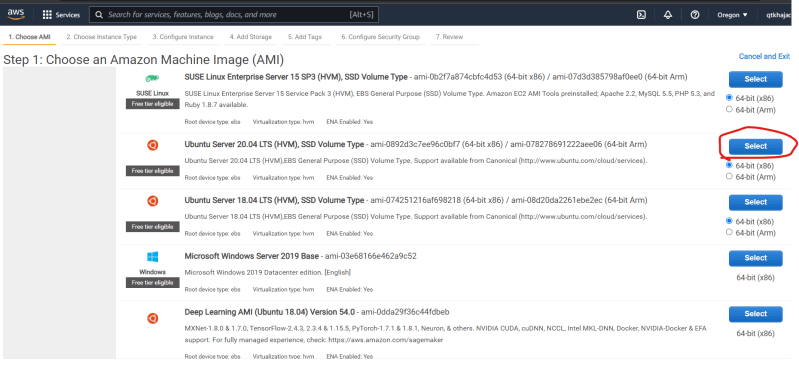 aws Services Search for services, features, blogs, docs, and more [Alt+S] Oregon qtkhajac
1. Choose AMI 2. Choose Instance Type 3. Configure Instance 4. Add Storage 5. Add Tags 6. Configure Security Group 7. Review
Step 1: Choose an Amazon Machine Image (AMI) Cancel and Exit
SUSE Linux Enterprise Server 15 SP3 (HVM), SSD Volume Type - ami-0b2f7a874cbfc4d53 (64-bit x86) / ami-07d3d385798af0ee0 (64-bit Arm) Select
SUSE Linux
SUSE Linux Enterprise Server 15 Service Pack 3 (HVM), EBS General Purpose (SSD) Volume Type. Amazon EC2 AMI Tools preinstalled; Apache 2.2, MySQL 5.5, PHP 5.3, and 64-bit (x86)
Free tier eligible Ruby 1.8.7 available. 64-bit (Arm)
Root device type: ebs Virtualization type: hvm ENA Enabled: Yes
Ubuntu Server 20.04 LTS (HVM), SSD Volume Type - ami-0892d3c7ee96c0bf7 (64-bit x86) / ami-078278691222aee06 (64-bit Arm) Select
Free tier eligible Ubuntu Server 20.04 LTS (HVM),EBS General Purpose (SSD) Volume Type. Support available from Canonical (http://www.ubuntu.com/cloud/services). 64-bit (x86)
Root device type: ebs Virtualization type: hvm ENA Enabled: Yes 64-bit (Arm)
Ubuntu Server 18.04 LTS (HVM), SSD Volume Type - ami-074251216af698218 (64-bit x86) / ami-08d20da2261ebe2ec (64-bit Arm) Select
Free tier eligible Ubuntu Server 18.04 LTS (HVM),EBS General Purpose (SSD) Volume Type. Support available from Canonical (http://www.ubuntu.com/cloud/services). 64-bit (x86)
Root device type: ebs Virtualization type: hvm ENA Enabled: Yes 64-bit (Arm)
Microsoft Windows Server 2019 Base - ami-03e68166e462a9c52 Select
Windows Microsoft Windows 2019 Datacenter edition. [English] 64-bit (x86)
Free tier eligible
Root device type: ebs Virtualization type: hvm ENA Enabled: Yes
Deep Learning AMI (Ubuntu 18.04) Version 54.0 - ami-0dda29f36c44fdbeb Select
MXNet-1.8.0 & 1.7.0, TensorFlow-2.4.3, 2.3.4 & 1.15.5, PyTorch-1.7.1 & 1.8.1, Neuron, & others. NVIDIA CUDA, cuDNN, NCCL, Intel MKL-DNN, Docker, NVIDIA-Docker & EFA 64-bit (x86)
support. For fully managed experience, check: https://aws.amazon.com/sagemaker
Root device type: ebs Virtualization type: hvm ENA Enabled: Yes